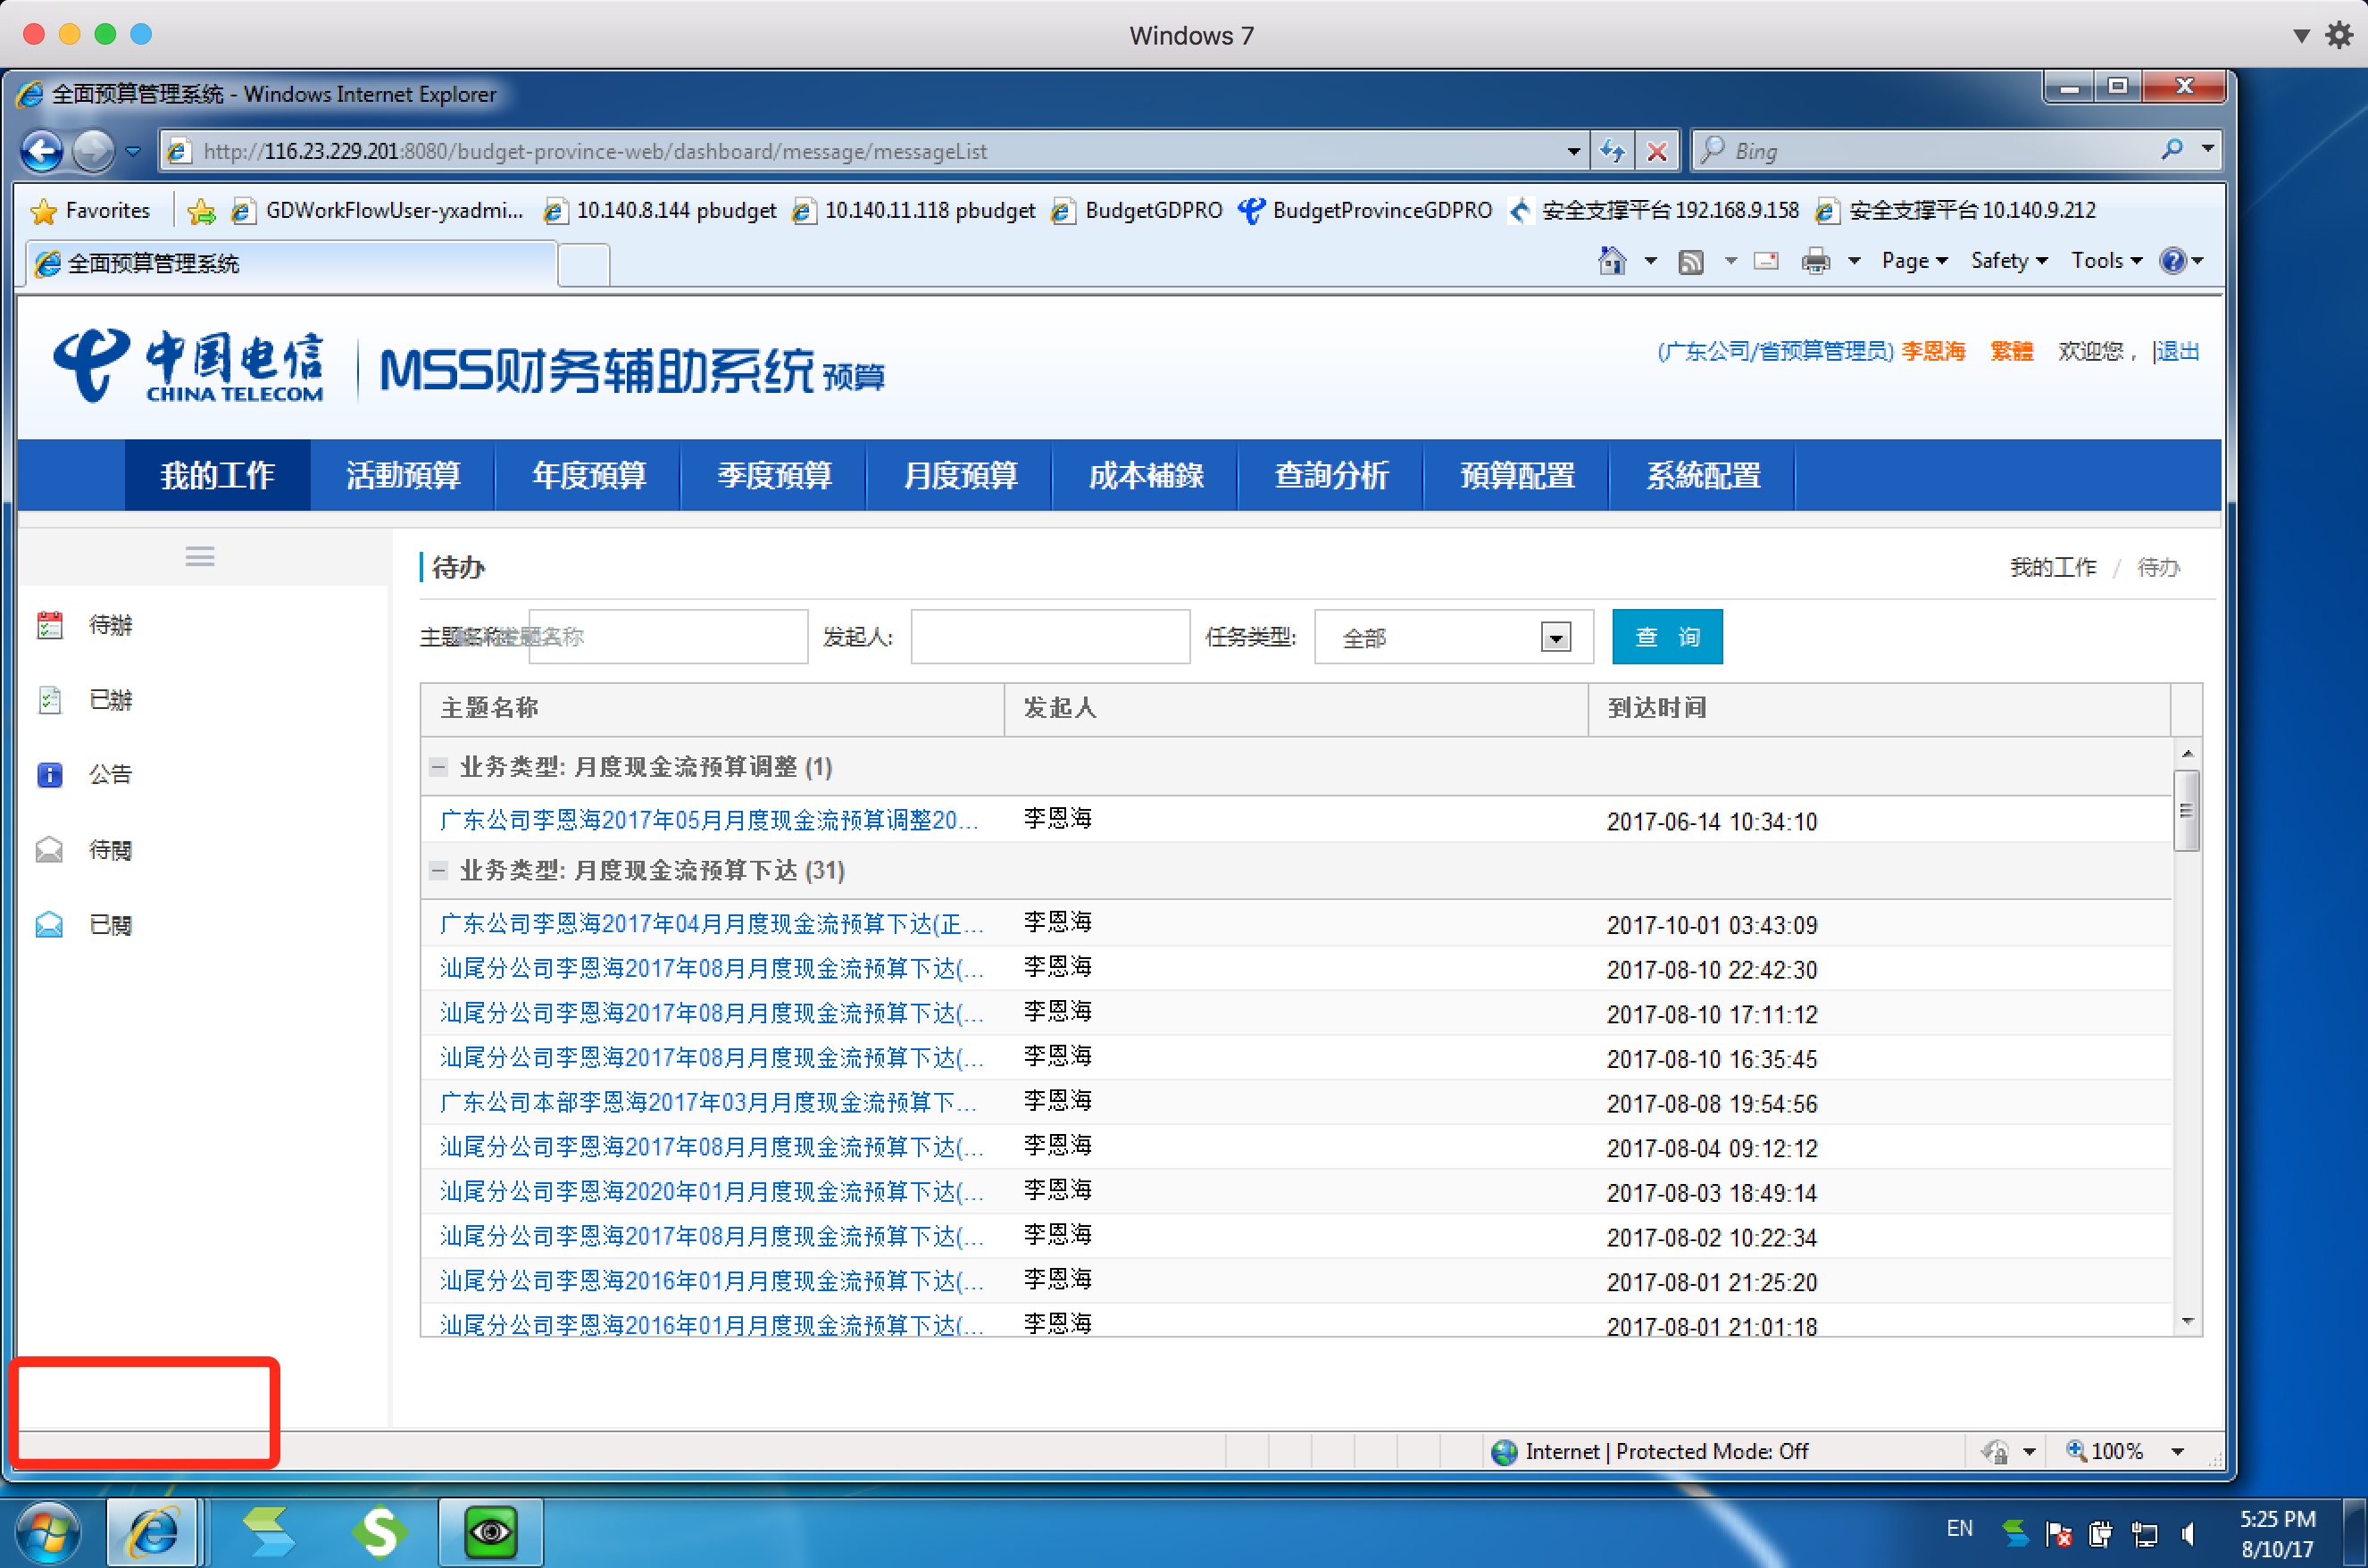 Windows 7
全面预算管理系统 - Windows Internet Explorer
http://116.23.229.201:8080/budget-province-web/dashboard/message/messageList
Bing
Favorites GDWorkFlowUser-yxadmi... 10.140.8.144 pbudget 10.140.11.118 pbudget BudgetGDPRO BudgetProvinceGDPRO 安全支撑平台192.168.9.158 安全支撑平台10.140.9.212
全面预算管理系统
Page Safety Tools
中国电信 CHINA TELECOM
MSS财务辅助系统 预算
(广东公司/省预算管理员) 李恩海 繁體 欢迎您， |退出
我的工作 活動預算 年度預算 季度預算 月度預算 成本補錄 查詢分析 預算配置 系統配置
待辦
已辦
公告
待閱
已閱
待办
我的工作 / 待办
主题名称 发起人: 任务类型: 全部 查 询
主题名称 发起人 到达时间
业务类型: 月度现金流预算调整 (1)
广东公司李恩海2017年05月月度现金流预算调整20... 李恩海 2017-06-14 10:34:10
业务类型: 月度现金流预算下达 (31)
广东公司李恩海2017年04月月度现金流预算下达(正... 李恩海 2017-10-01 03:43:09
汕尾分公司李恩海2017年08月月度现金流预算下达(... 李恩海 2017-08-10 22:42:30
汕尾分公司李恩海2017年08月月度现金流预算下达(... 李恩海 2017-08-10 17:11:12
汕尾分公司李恩海2017年08月月度现金流预算下达(... 李恩海 2017-08-10 16:35:45
广东公司本部李恩海2017年03月月度现金流预算下... 李恩海 2017-08-08 19:54:56
汕尾分公司李恩海2017年08月月度现金流预算下达(... 李恩海 2017-08-04 09:12:12
汕尾分公司李恩海2020年01月月度现金流预算下达(... 李恩海 2017-08-03 18:49:14
汕尾分公司李恩海2017年08月月度现金流预算下达(... 李恩海 2017-08-02 10:22:34
汕尾分公司李恩海2016年01月月度现金流预算下达(... 李恩海 2017-08-01 21:25:20
汕尾分公司李恩海2016年01月月度现金流预算下达(... 李恩海 2017-08-01 21:01:18
Internet | Protected Mode: Off
100%
EN
5:25 PM
8/10/17